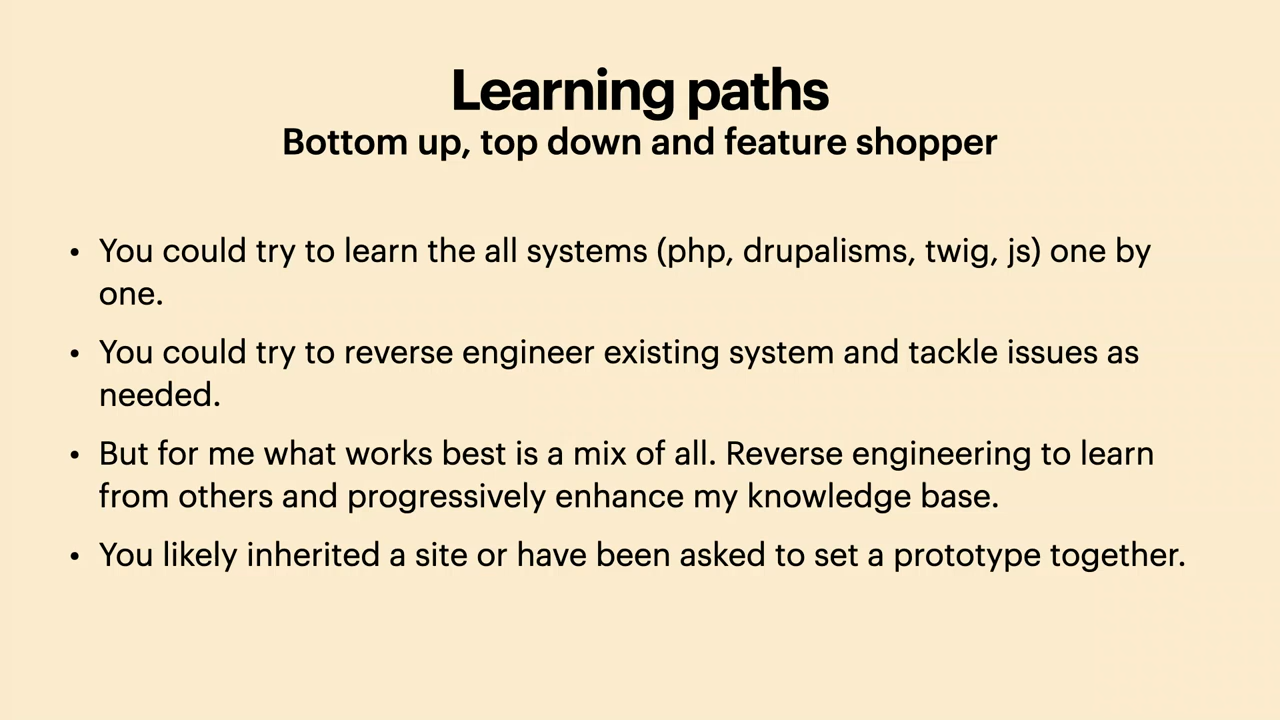 Learning paths
Bottom up, top down and feature shopper
• You could try to learn the all systems (php, drupalisms, twig, js) one by
one.
• You could try to reverse engineer existing system and tackle issues as
needed.
• But for me what works best is a mix of all. Reverse engineering to learn
from others and progressively enhance my knowledge base.
• You likely inherited a site or have been asked to set a prototype together.